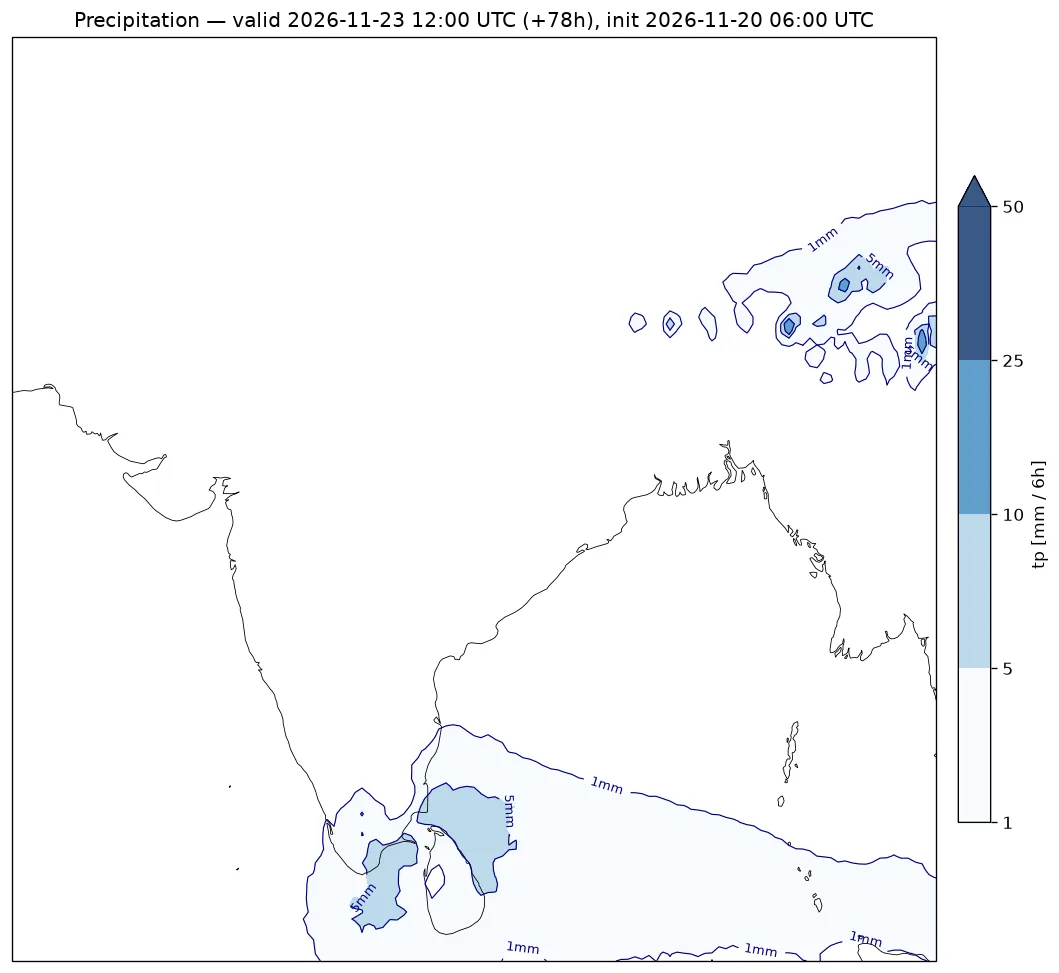 Precipitation — valid 2026-11-23 12:00 UTC (+78h), init 2026-11-20 06:00 UTC
50
25
10
5
1
tp [mm / 6h]
1mm
5mm
1mm
5mm
1mm
5mm
5mm
1mm
1mm
1mm